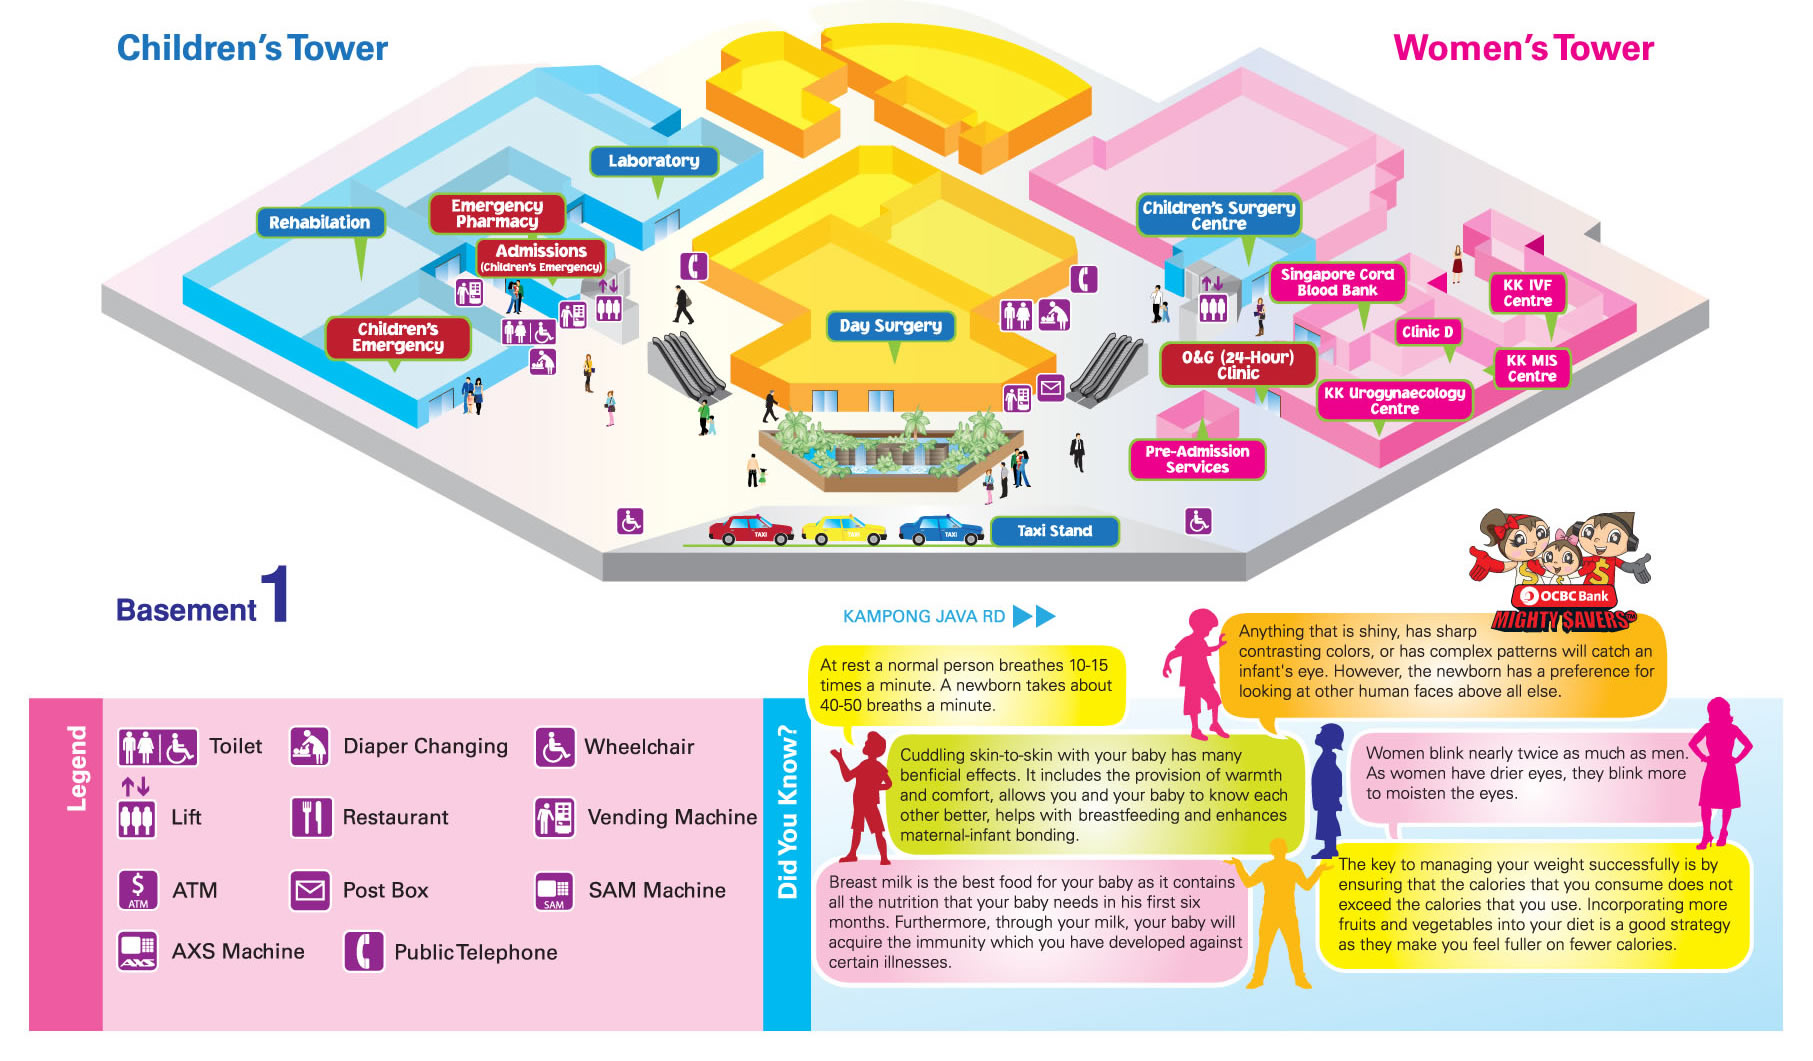 Children's Tower
Women's Tower
Laboratory
Rehabilation
Emergency
Pharmacy
Admissions
(Children's Emergency)
Children's
Emergency
Day Surgery
Children's Surgery
Centre
Singapore Cord
Blood Bank
KK IVF
Centre
Clinic D
O&G (24-Hour)
Clinic
KK MIS
Centre
KK Urogynaecology
Centre
Pre-Admission
Services
TAXI
TAXI
TAXI
Taxi Stand
Basement 1
KAMPONG JAVA RD
OCBC Bank
MIGHTY $AVERS™
Legend
Toilet
Diaper Changing
Wheelchair
Lift
Restaurant
Vending Machine
$
ATM
ATM
Post Box
SAM
SAM Machine
AXS
AXS Machine
Public Telephone
Did You Know?
At rest a normal person breathes 10-15
times a minute. A newborn takes about
40-50 breaths a minute.
Anything that is shiny, has sharp
contrasting colors, or has complex patterns will catch an
infant's eye. However, the newborn has a preference for
looking at other human faces above all else.
Cuddling skin-to-skin with your baby has many
benficial effects. It includes the provision of warmth
and comfort, allows you and your baby to know each
other better, helps with breastfeeding and enhances
maternal-infant bonding.
Women blink nearly twice as much as men.
As women have drier eyes, they blink more
to moisten the eyes.
Breast milk is the best food for your baby as it contains
all the nutrition that your baby needs in his first six
months. Furthermore, through your milk, your baby will
acquire the immunity which you have developed against
certain illnesses.
The key to managing your weight successfully is by
ensuring that the calories that you consume does not
exceed the calories that you use. Incorporating more
fruits and vegetables into your diet is a good strategy
as they make you feel fuller on fewer calories.